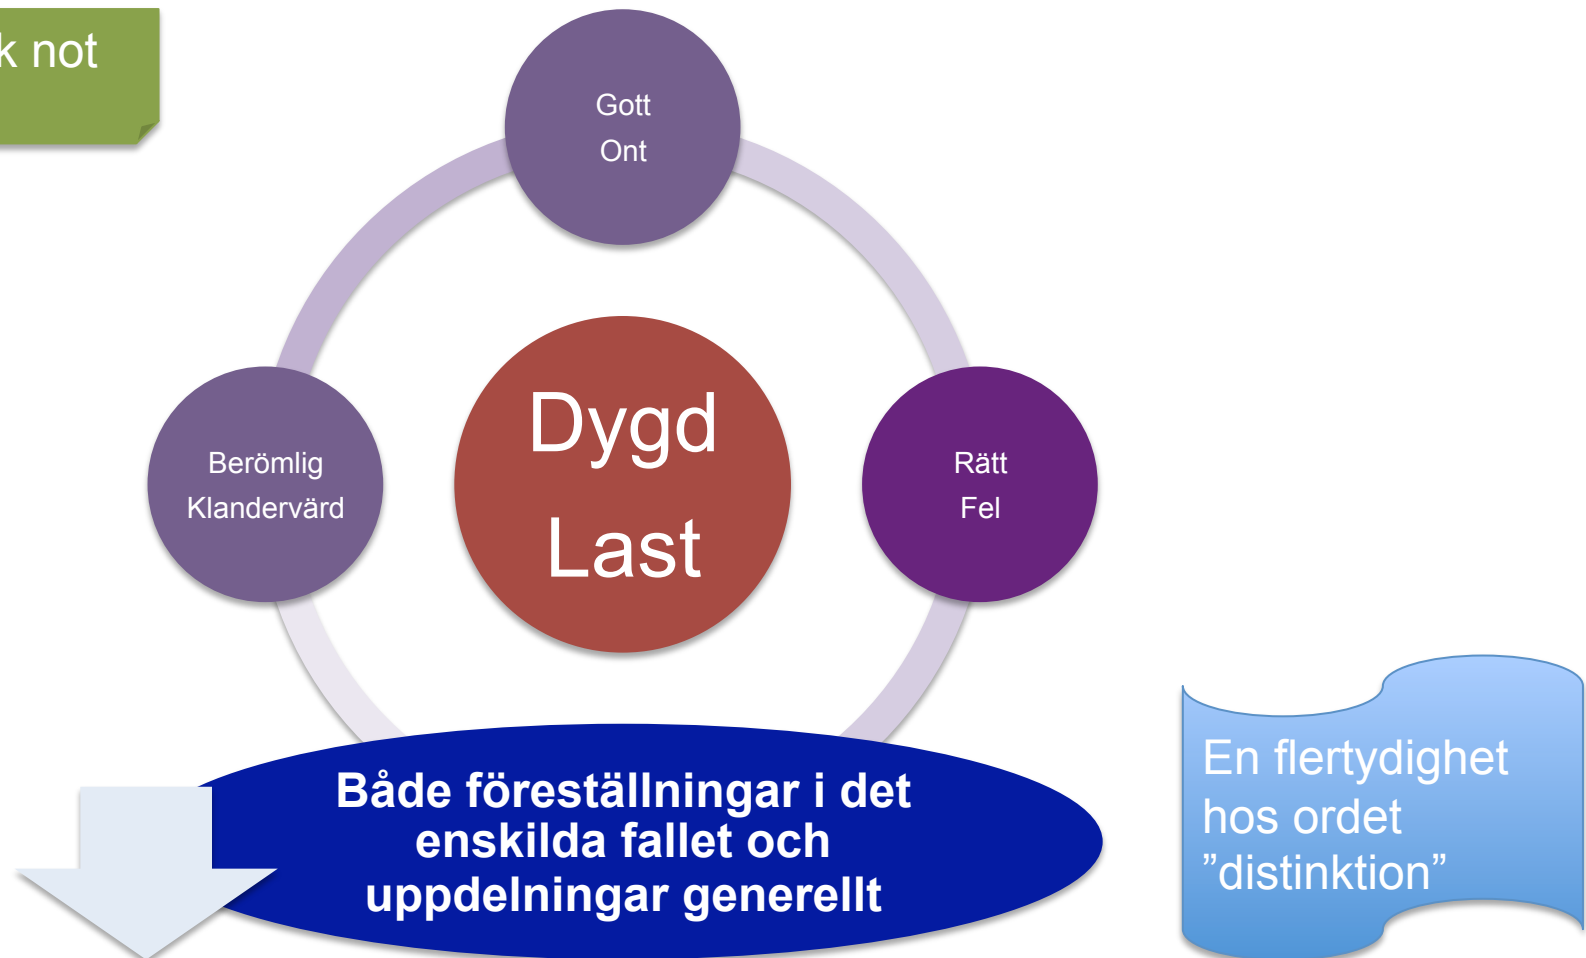 not
Gott
Ont
Berömlig
Klandervärd
Dygd
Last
Rätt
Fel
Både föreställningar i det
enskilda fallet och
uppdelningar generellt
En flertydighet
hos ordet
”distinktion”